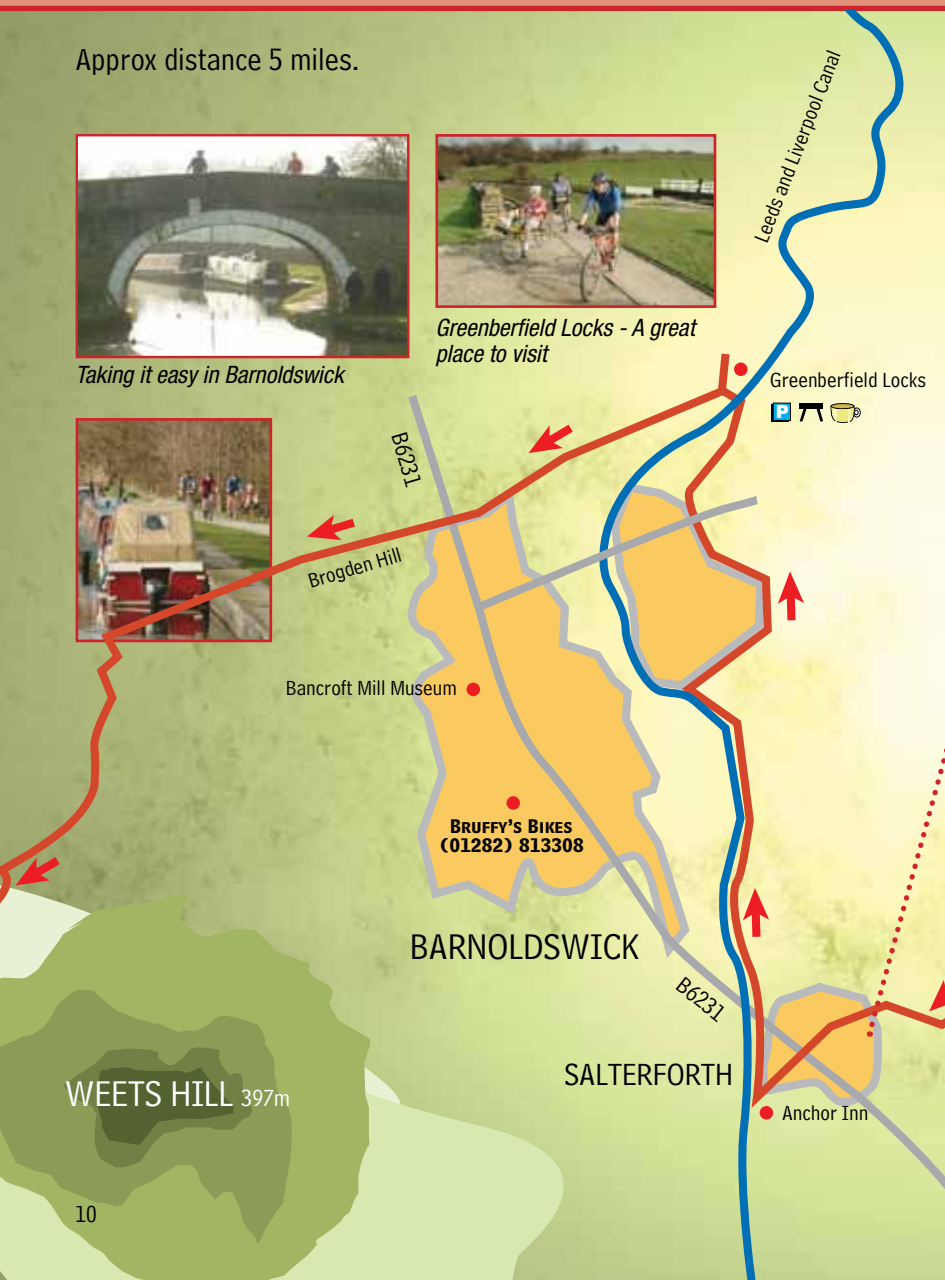 Approx distance 5 miles.
Leeds and Liverpool Canal
Taking it easy in Barnoldswick
Greenberfield Locks - A great
place to visit
Greenberfield Locks
P
B6231
Brogden Hill
Bancroft Mill Museum
BRUFFY'S BIKES
(01282) 813308
BARNOLDSWICK
B6231
SALTERFORTH
WEETS HILL 397m
Anchor Inn
10